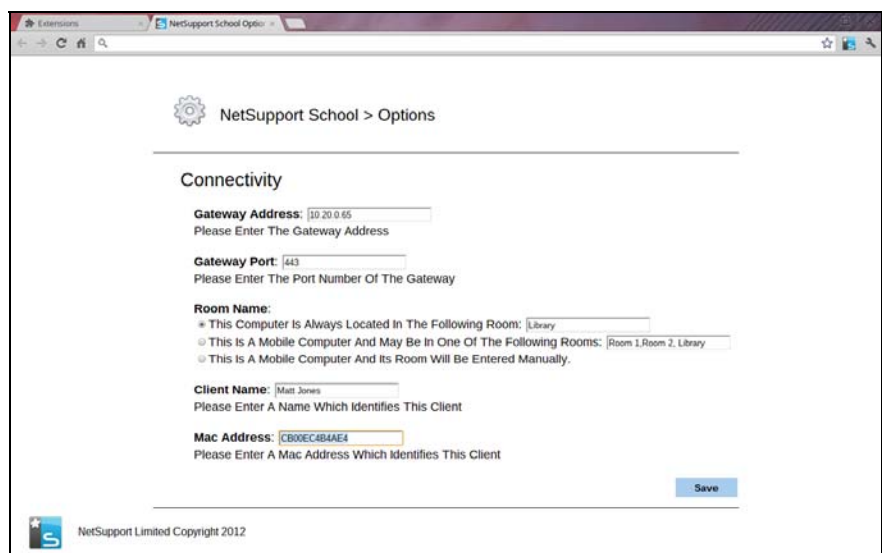 Extensions
NetSupport School Option
NetSupport School > Options
Connectivity
Gateway Address: 10.20.0.65
Please Enter The Gateway Address
Gateway Port: 443
Please Enter The Port Number Of The Gateway
Room Name:
This Computer Is Always Located In The Following Room: Library
This Is A Mobile Computer And May Be In One Of The Following Rooms: Room 1,Room 2, Library
This Is A Mobile Computer And Its Room Will Be Entered Manually.
Client Name: Matt Jones
Please Enter A Name Which Identifies This Client
Mac Address: CB00EC4B4AE4
Please Enter A Mac Address Which Identifies This Client
Save
S
NetSupport Limited Copyright 2012